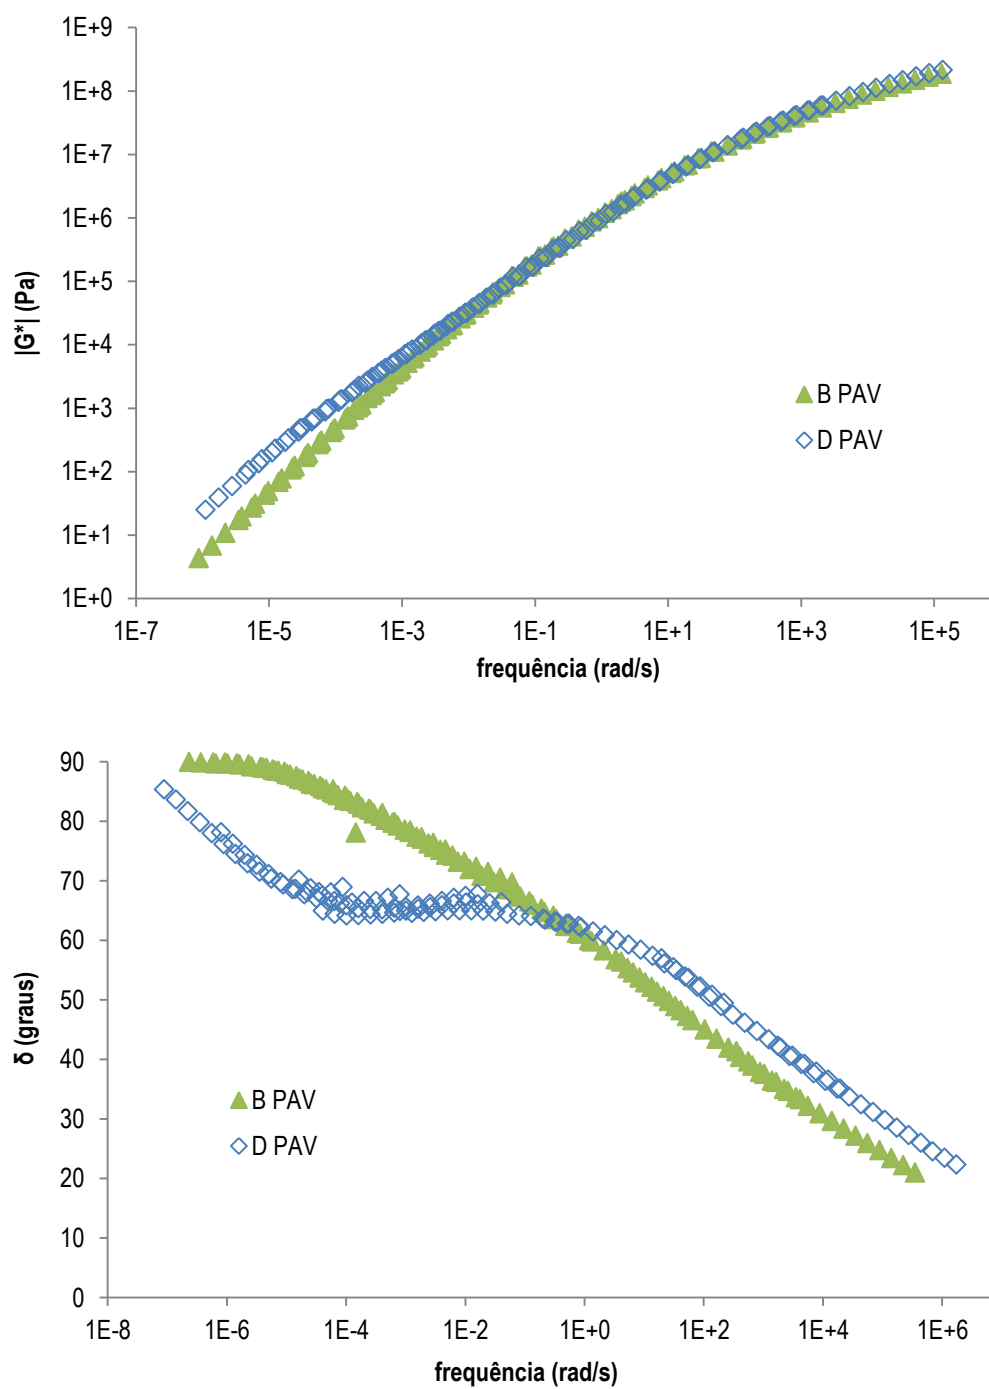 1E+9
1E+8
1E+7
1E+6
1E+5
1E+4
1E+3
1E+2
1E+1
1E+0
|G*| (Pa)
B PAV
D PAV
1E-7 1E-5 1E-3 1E-1 1E+1 1E+3 1E+5
frequência (rad/s)
90
80
70
60
50
40
30
20
10
0
δ (graus)
B PAV
D PAV
1E-8 1E-6 1E-4 1E-2 1E+0 1E+2 1E+4 1E+6
frequência (rad/s)